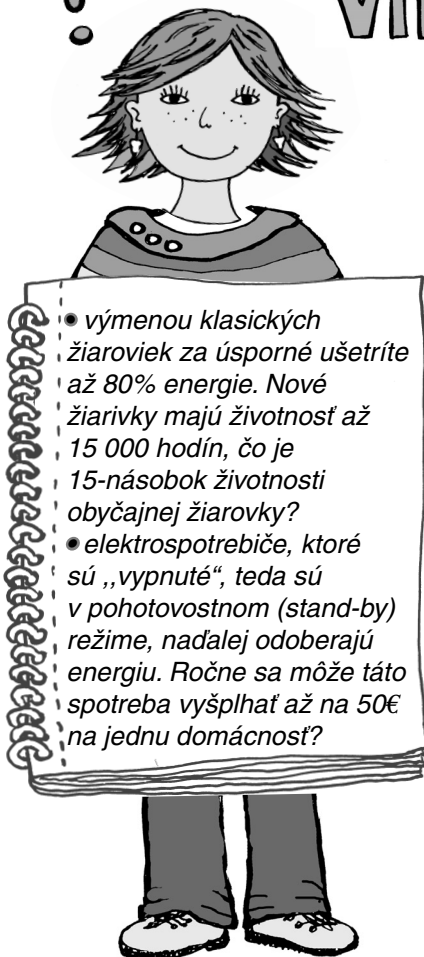 • výmenou klasických
žiaroviek za úsporné ušetríte
až 80% energie. Nové
žiarivky majú životnosť až
15 000 hodín, čo je
15-násobok životnosti
obyčajnej žiarovky?
• elektrospotrebiče, ktoré
sú ,,vypnuté“, teda sú
v pohotovostnom (stand-by)
režime, naďalej odoberajú
energiu. Ročne sa môže táto
spotreba vyšplhať až na 50€
na jednu domácnosť?